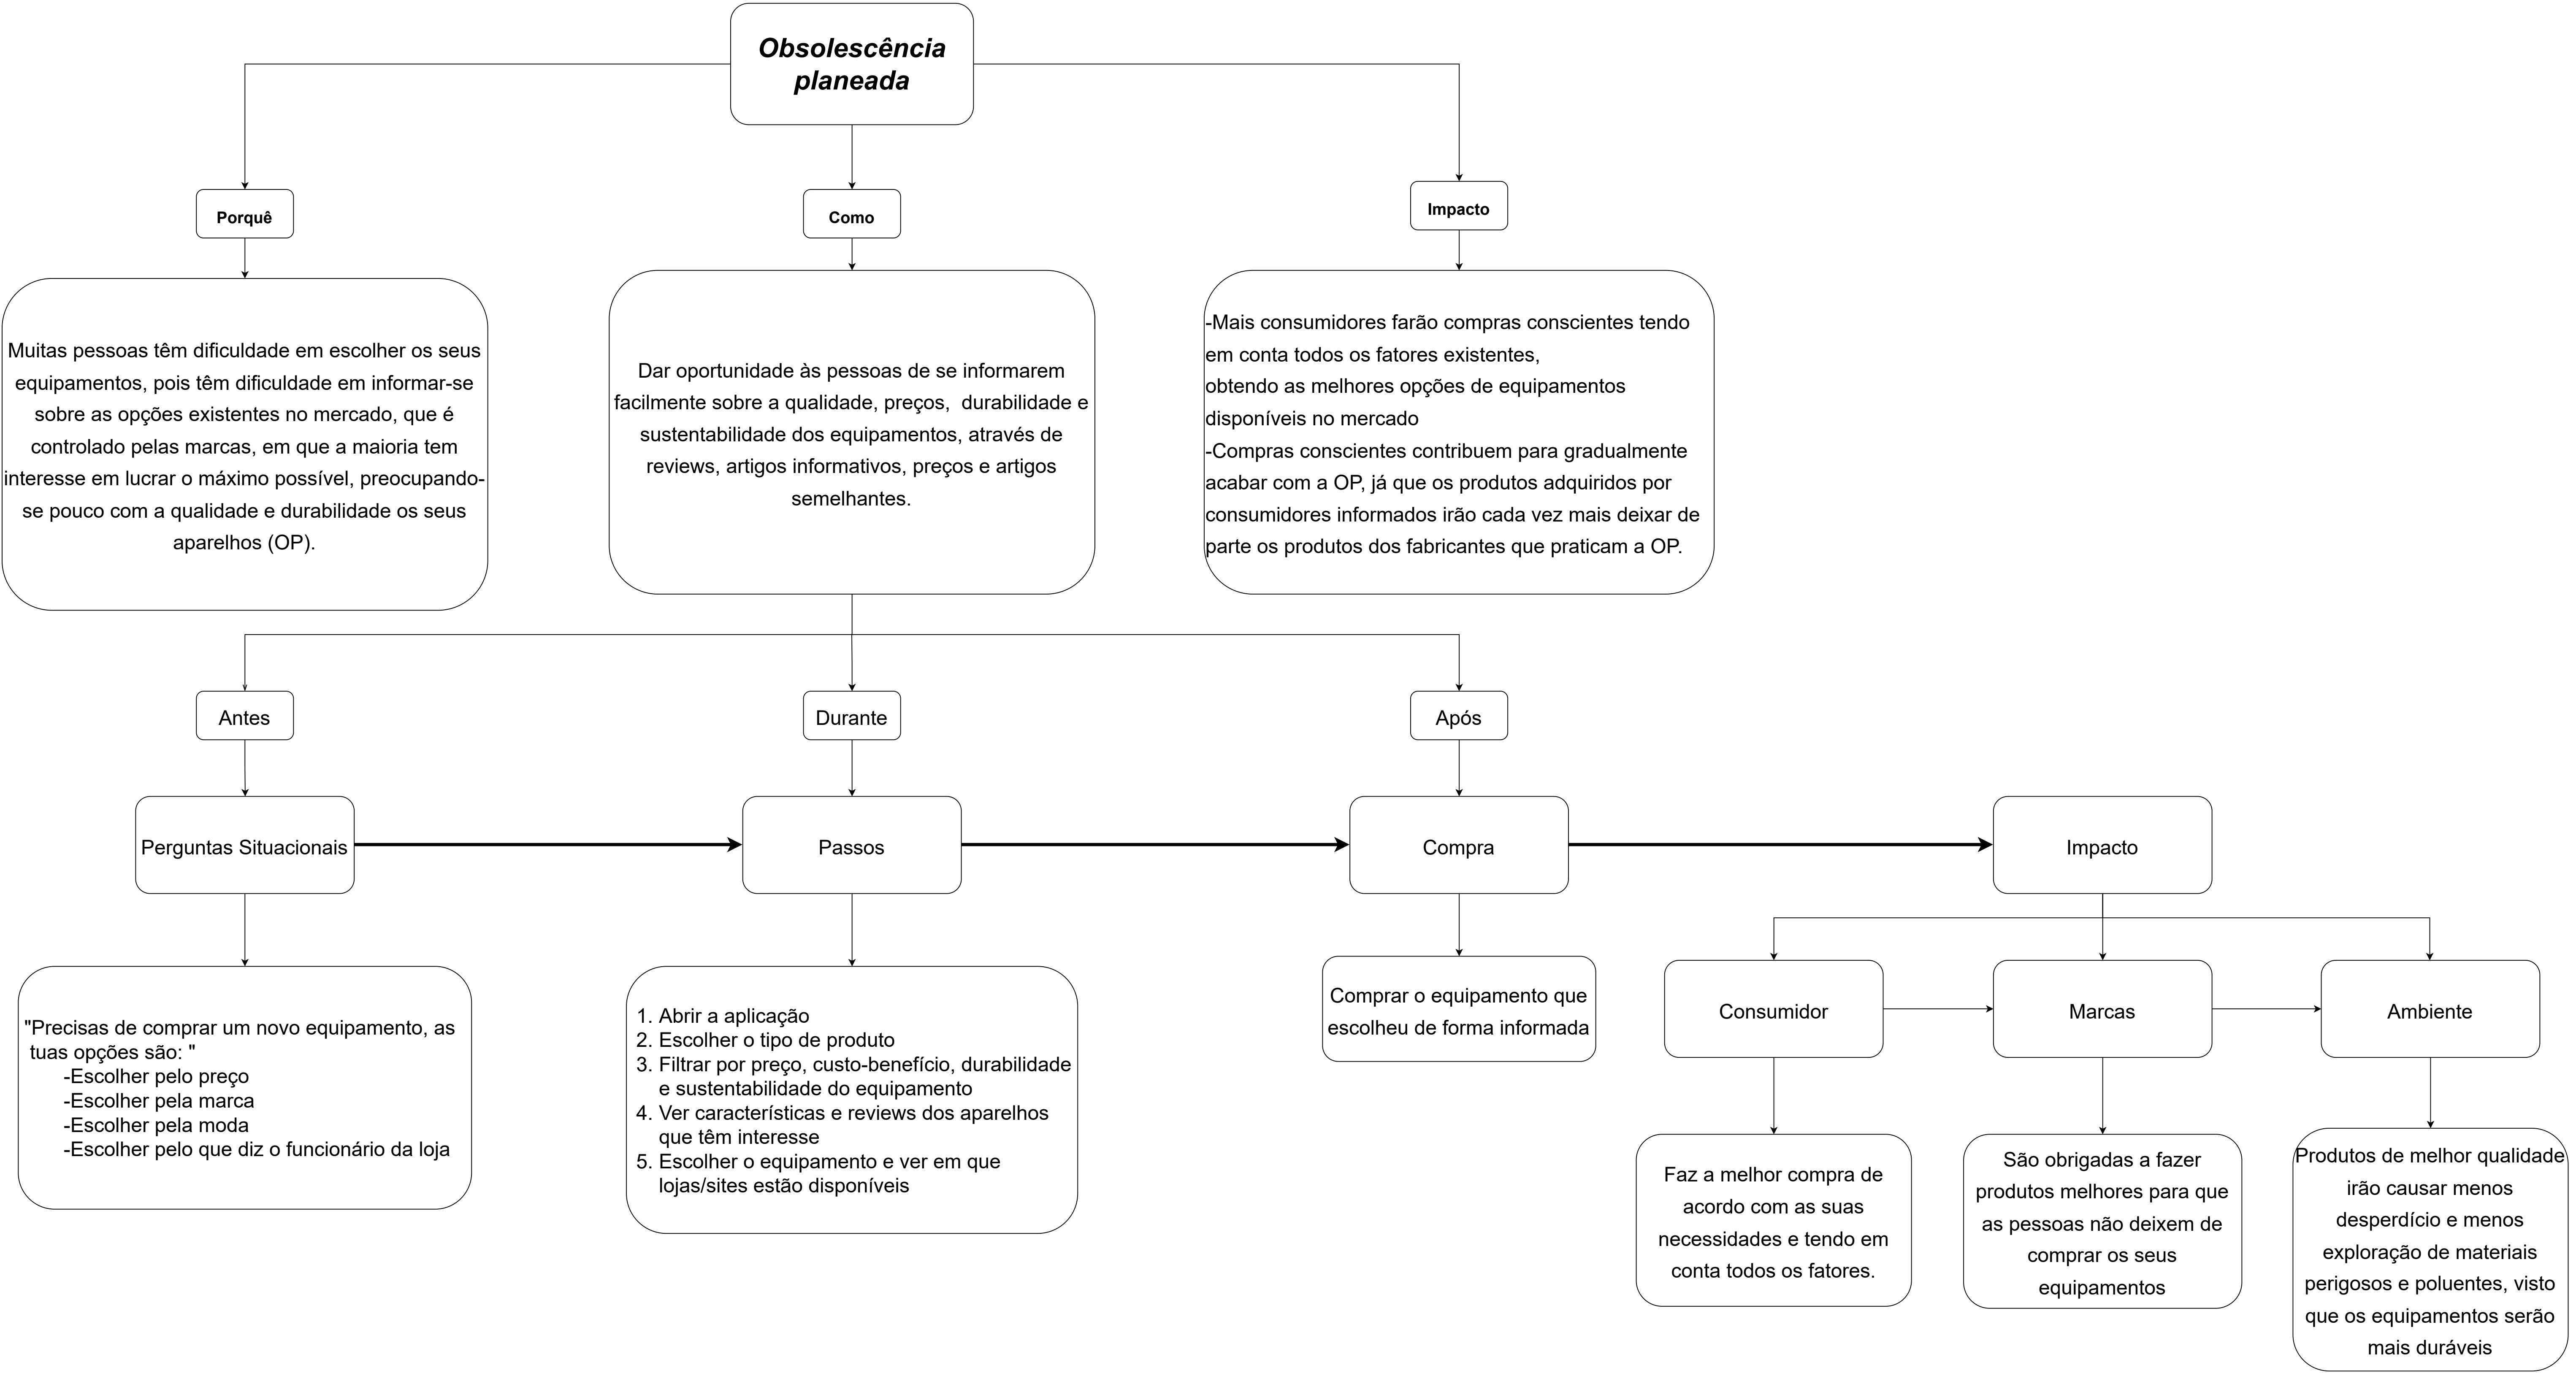 Obsolescência
planeada
Porquê
Como
Impacto
Muitas pessoas têm dificuldade em escolher os seus
equipamentos, pois têm dificuldade em informar-se
sobre as opções existentes no mercado, que é
controlado pelas marcas, em que a maioria tem
interesse em lucrar o máximo possível, preocupando-
se pouco com a qualidade e durabilidade os seus
aparelhos (OP).
Dar oportunidade às pessoas de se informarem
facilmente sobre a qualidade, preços,  durabilidade e
sustentabilidade dos equipamentos, através de
reviews, artigos informativos, preços e artigos
semelhantes.
-Mais consumidores farão compras conscientes tendo
em conta todos os fatores existentes,
obtendo as melhores opções de equipamentos
disponíveis no mercado
-Compras conscientes contribuem para gradualmente
acabar com a OP, já que os produtos adquiridos por
consumidores informados irão cada vez mais deixar de
parte os produtos dos fabricantes que praticam a OP.
Antes
Durante
Após
Perguntas Situacionais
Passos
Compra
Impacto
"Precisas de comprar um novo equipamento, as
tuas opções são: "
-Escolher pelo preço
-Escolher pela marca
-Escolher pela moda
-Escolher pelo que diz o funcionário da loja
1. Abrir a aplicação
2. Escolher o tipo de produto
3. Filtrar por preço, custo-benefício, durabilidade
e sustentabilidade do equipamento
4. Ver características e reviews dos aparelhos
que têm interesse
5. Escolher o equipamento e ver em que
lojas/sites estão disponíveis
Comprar o equipamento que
escolheu de forma informada
Consumidor
Marcas
Ambiente
Faz a melhor compra de
acordo com as suas
necessidades e tendo em
conta todos os fatores.
São obrigadas a fazer
produtos melhores para que
as pessoas não deixem de
comprar os seus
equipamentos
Produtos de melhor qualidade
irão causar menos
desperdício e menos
exploração de materiais
perigosos e poluentes, visto
que os equipamentos serão
mais duráveis